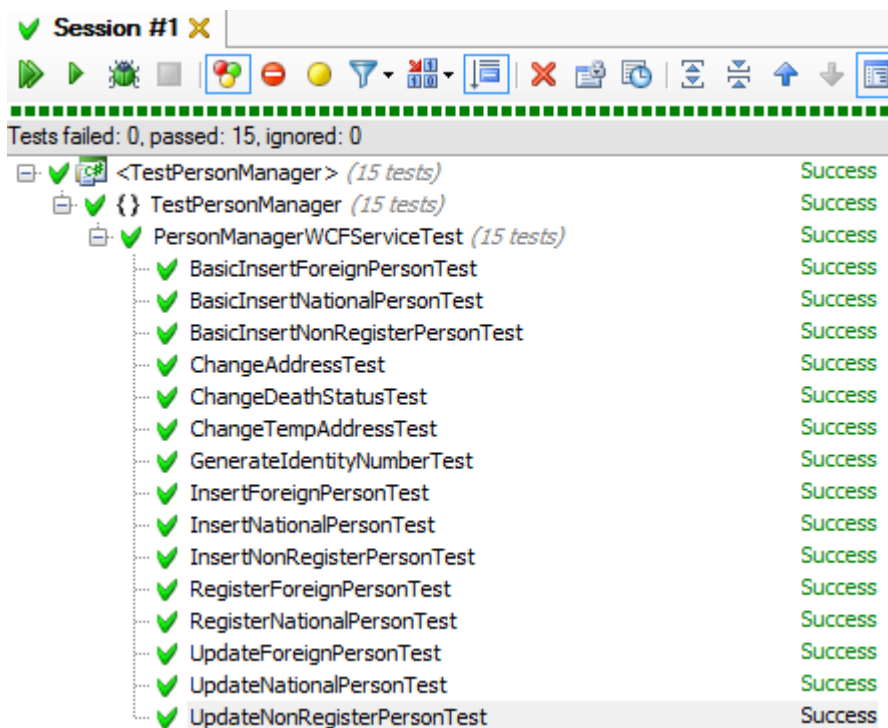 Session #1
Tests failed: 0, passed: 15, ignored: 0
<TestPersonManager> (15 tests) Success
{} TestPersonManager (15 tests) Success
PersonManagerWCFServiceTest (15 tests) Success
BasicInsertForeignPersonTest Success
BasicInsertNationalPersonTest Success
BasicInsertNonRegisterPersonTest Success
ChangeAddressTest Success
ChangeDeathStatusTest Success
ChangeTempAddressTest Success
GenerateIdentityNumberTest Success
InsertForeignPersonTest Success
InsertNationalPersonTest Success
InsertNonRegisterPersonTest Success
RegisterForeignPersonTest Success
RegisterNationalPersonTest Success
UpdateForeignPersonTest Success
UpdateNationalPersonTest Success
UpdateNonRegisterPersonTest Success